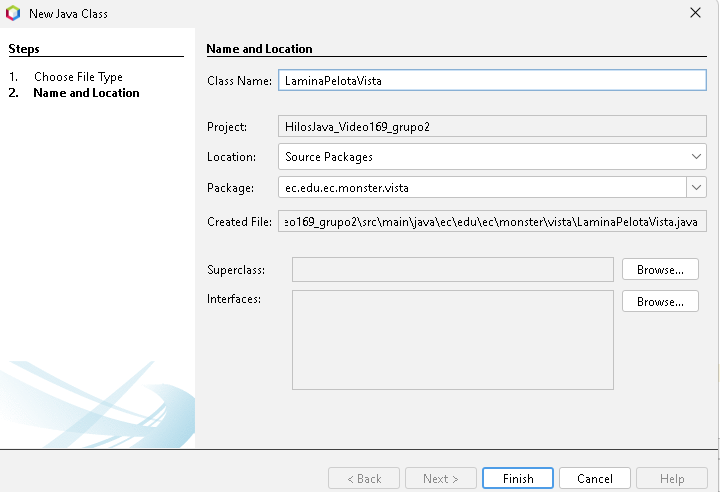 New Java Class
Steps
1. Choose File Type
2. Name and Location
Name and Location
Class Name: LaminaPelotaVista
Project: HilosJava_Video169_grupo2
Location: Source Packages
Package: ec.edu.ec.monster.vista
Created File: eo169_grupo2\src\main\java\ec\edu\ec\monster\vista\LaminaPelotaVista.java
Superclass: Browse...
Interfaces: Browse...
< Back Next > Finish Cancel Help